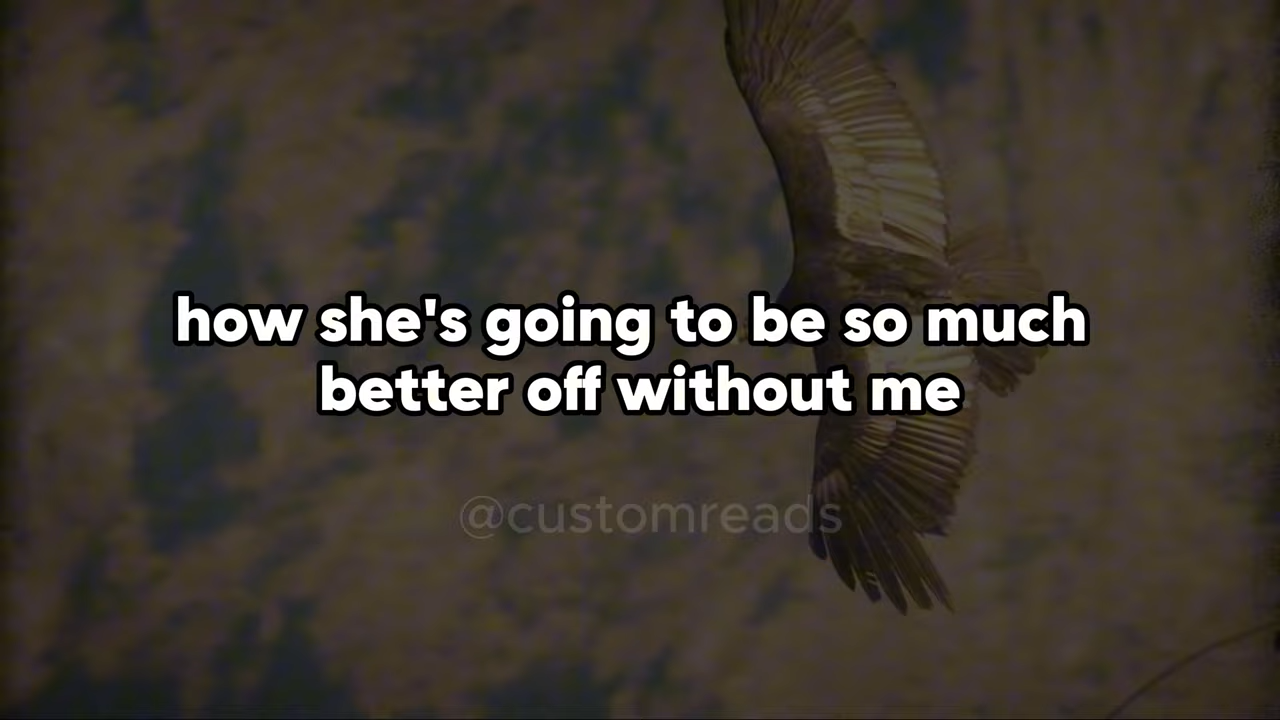 how she's going to be so much
better off without me
@customreads